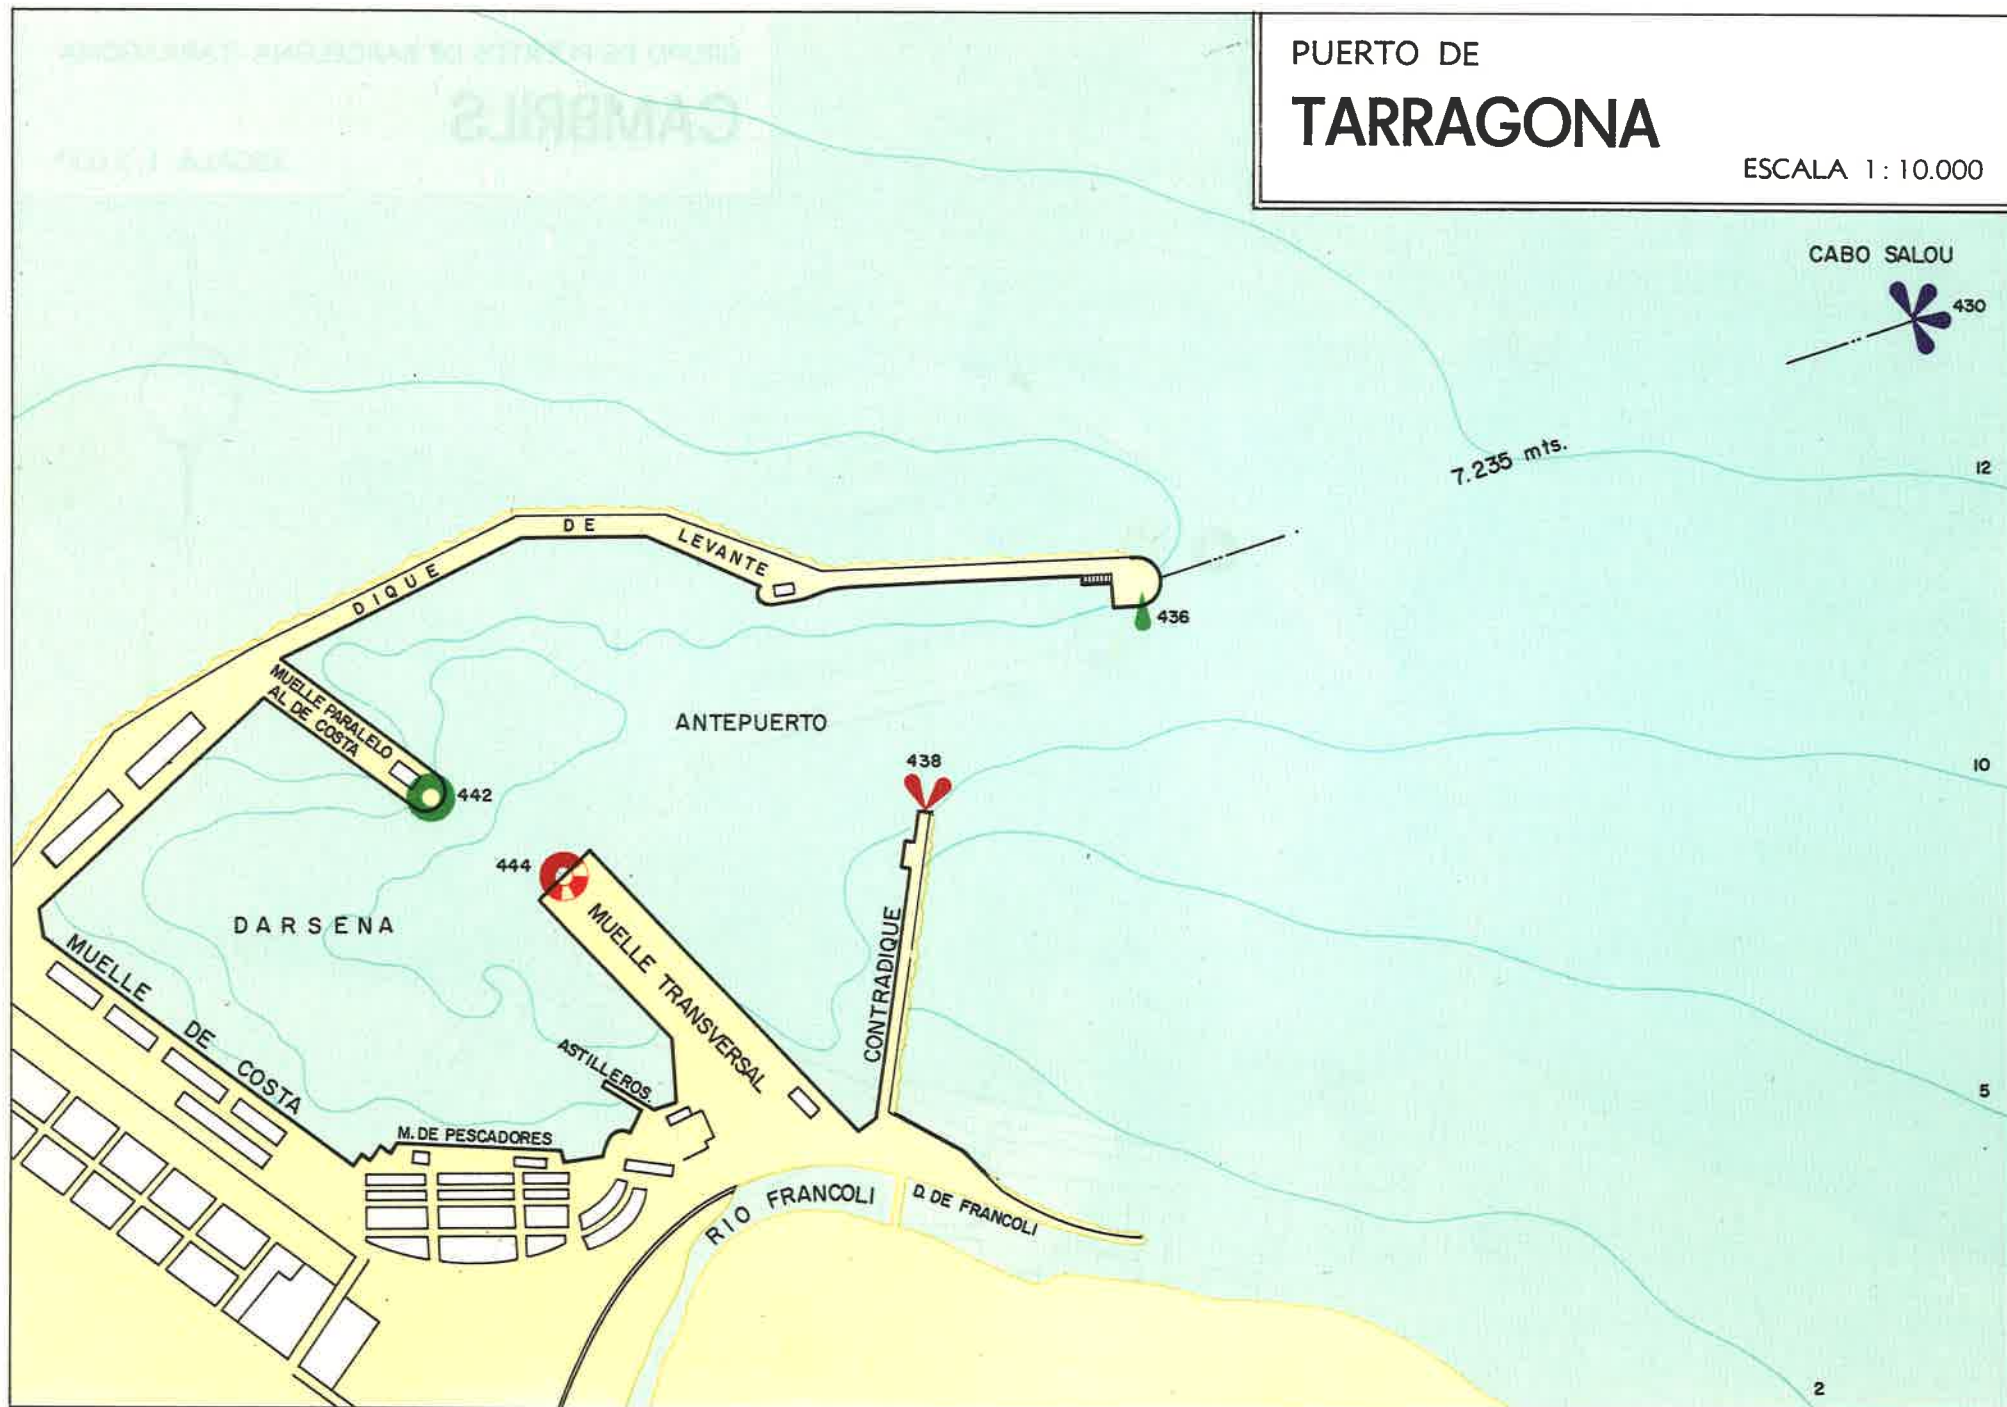 PUERTO DE
TARRAGONA
ESCALA 1:10.000
CABO SALOU
430
7.235 mts.
12
DIQUE DE LEVANTE
436
MUELLE PARALELO
AL DE COSTA
ANTEPUERTO
438
10
442
444
DARSENA
MUELLE TRANSVERSAL
CONTRADIQUE
MUELLE DE COSTA
ASTILLEROS.
5
M. DE PESCADORES
RIO FRANCOLI
D. DE FRANCOLI
2
CAMBRILS